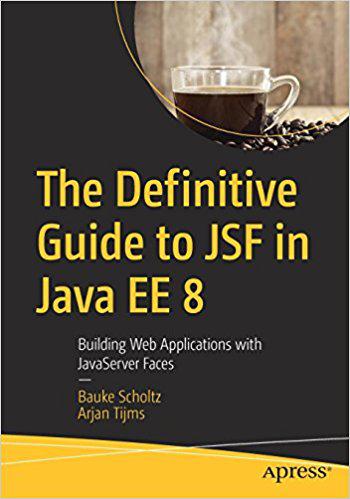 The Definitive
Guide to JSF in
Java EE 8
Building Web Applications with
JavaServer Faces
—
Bauke Scholtz
Arjan Tijms
Apress®